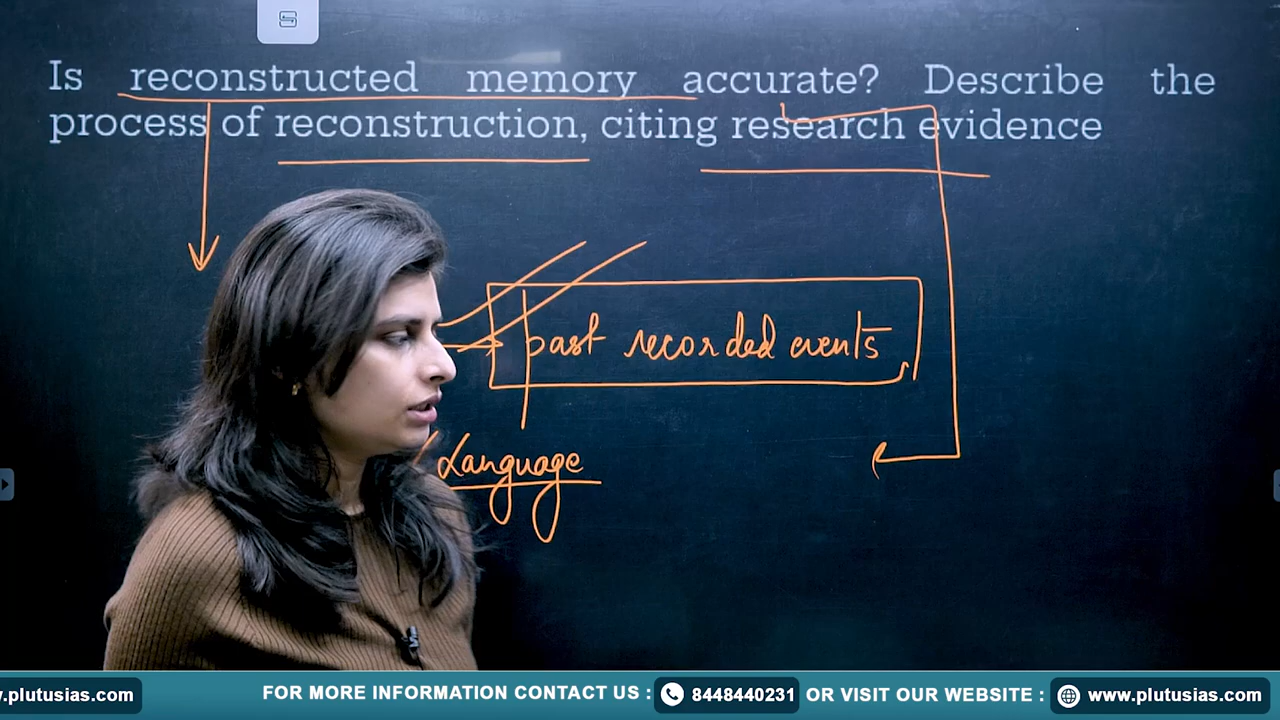 Is reconstructed memory accurate? Describe the
process of reconstruction, citing research evidence
past recorded events
Language
.plutusias.com
FOR MORE INFORMATION CONTACT US : 8448440231 OR VISIT OUR WEBSITE : www.plutusias.com